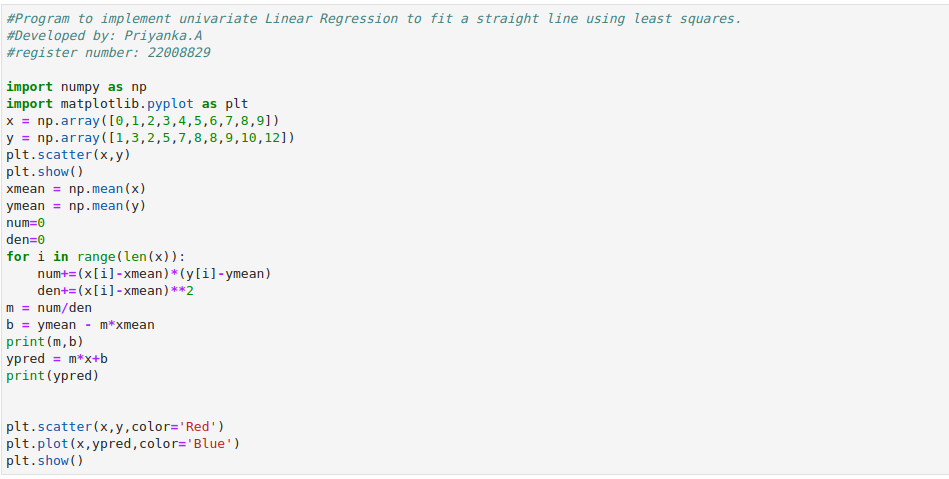 #Program to implement univariate Linear Regression to fit a straight line using least squares.
#Developed by: Priyanka.A
#register number: 22008829

import numpy as np
import matplotlib.pyplot as plt
x = np.array([0,1,2,3,4,5,6,7,8,9])
y = np.array([1,3,2,5,7,8,8,9,10,12])
plt.scatter(x,y)
plt.show()
xmean = np.mean(x)
ymean = np.mean(y)
num=0
den=0
for i in range(len(x)):
    num+=(x[i]-xmean)*(y[i]-ymean)
    den+=(x[i]-xmean)**2
m = num/den
b = ymean - m*xmean
print(m,b)
ypred = m*x+b
print(ypred)

plt.scatter(x,y,color='Red')
plt.plot(x,ypred,color='Blue')
plt.show()